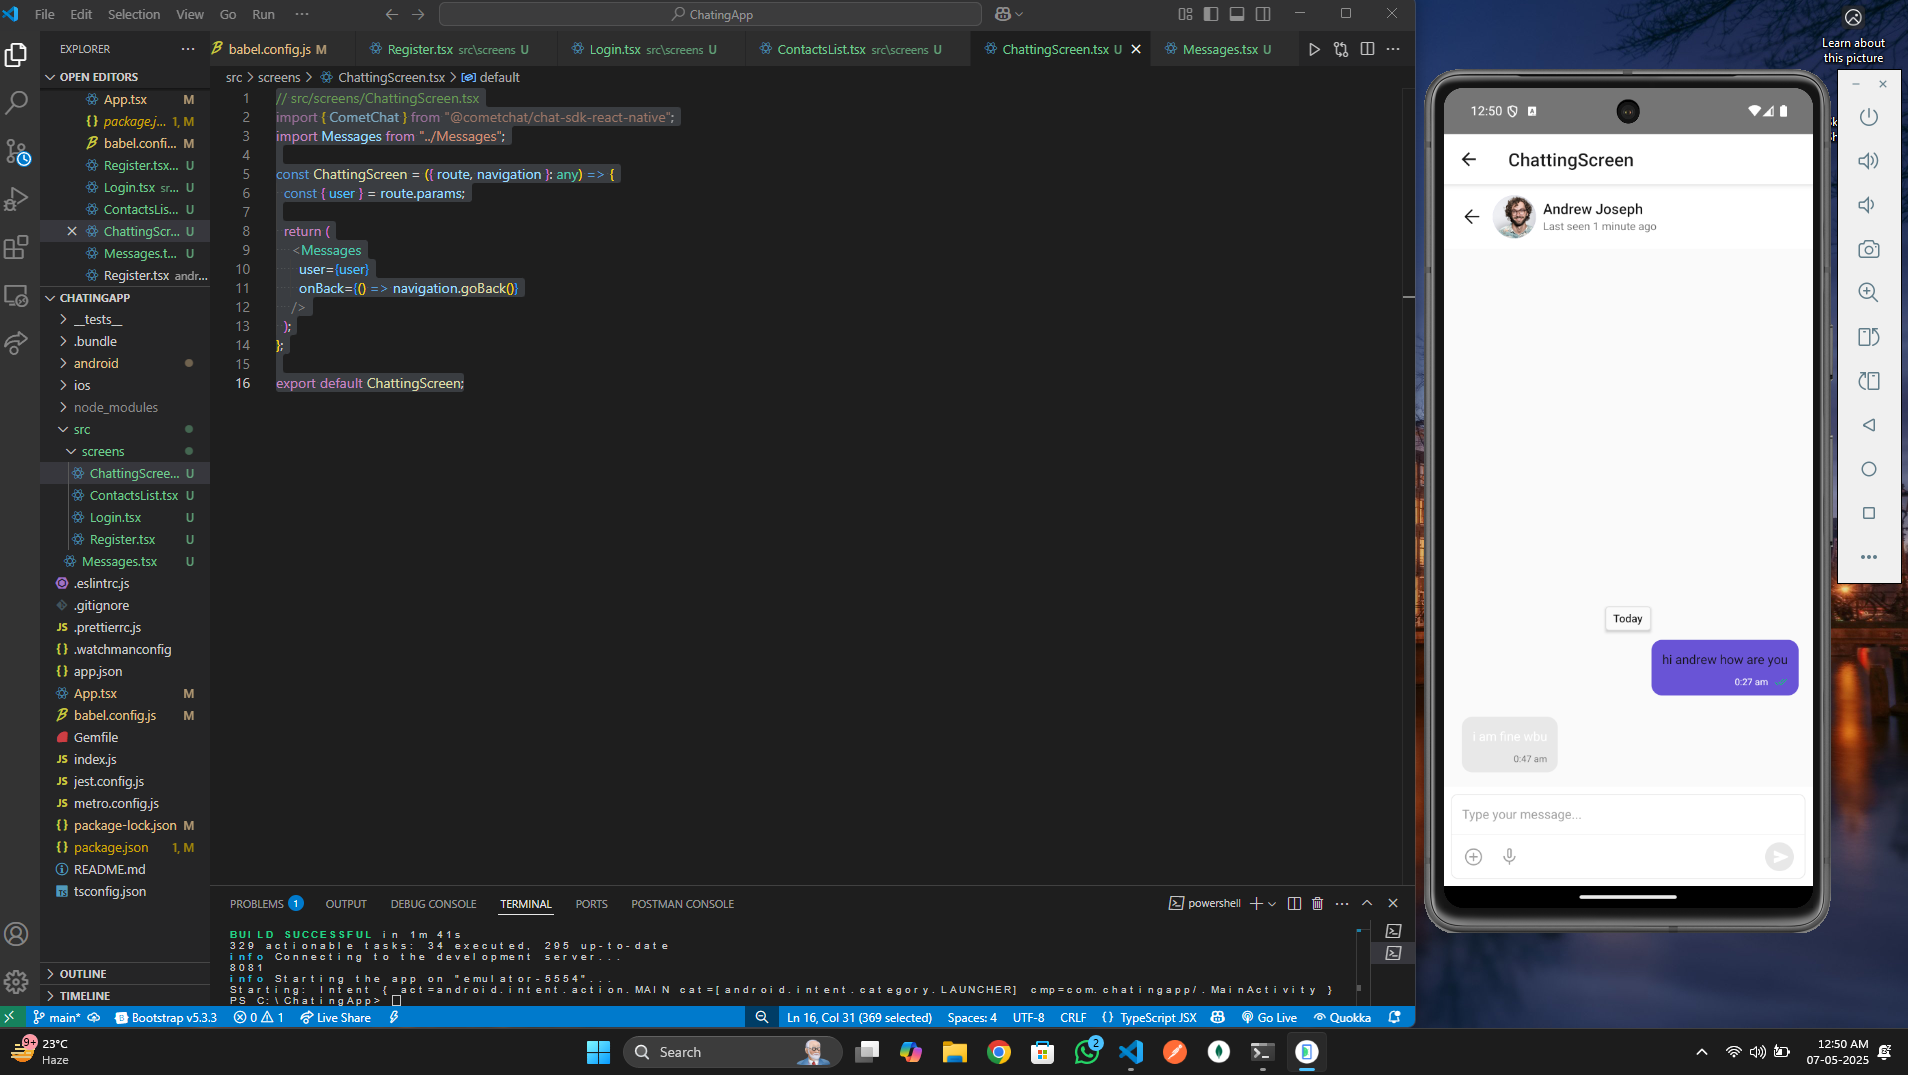 File Edit Selection View Go Run ··· ChatingApp
EXPLORER
OPEN EDITORS
App.tsx M
package.j... 1, M
babel.confi... M
Register.tsx... U
Login.tsx sr... U
ContactsLis... U
ChattingScr... U
Messages.t... U
Register.tsx andr...
CHATINGAPP
__tests__
.bundle
android
ios
node_modules
src
screens
ChattingScree... U
ContactsList.tsx U
Login.tsx U
Register.tsx U
Messages.tsx U
.eslintrc.js
.gitignore
.prettierrc.js
.watchmanconfig
app.json
App.tsx M
babel.config.js M
Gemfile
index.js
jest.config.js
metro.config.js
package-lock.json M
package.json 1, M
README.md
tsconfig.json
OUTLINE
TIMELINE
babel.config.js M Register.tsx src\screens U Login.tsx src\screens U ContactsList.tsx src\screens U ChattingScreen.tsx U Messages.tsx U
src > screens > ChattingScreen.tsx > default
1 // src/screens/ChattingScreen.tsx
2 import { CometChat } from "@cometchat/chat-sdk-react-native";
3 import Messages from "../Messages";
4
5 const ChattingScreen = ({ route, navigation }: any) => {
6 const { user } = route.params;
7
8 return (
9 <Messages
10 user={user}
11 onBack={() => navigation.goBack()}
12 />
13 );
14 };
15
16 export default ChattingScreen;
PROBLEMS 1 OUTPUT DEBUG CONSOLE TERMINAL PORTS POSTMAN CONSOLE powershell
BUILD SUCCESSFUL in 1m 41s
329 actionable tasks: 34 executed, 295 up-to-date
info Connecting to the development server...
8081
info Starting the app on "emulator-5554"...
Starting: Intent { act=android.intent.action.MAIN cat=[android.intent.category.LAUNCHER] cmp=com.chatingapp/.MainActivity }
PS C:\ChatingApp>
main* Bootstrap v5.3.3 0 1 Live Share Ln 16, Col 31 (369 selected) Spaces: 4 UTF-8 CRLF {} TypeScript JSX Go Live Quokka
Learn about
this picture
12:50
ChattingScreen
Andrew Joseph
Last seen 1 minute ago
Today
hi andrew how are you
0:27 am
i am fine wbu
0:47 am
Type your message...
9+
23°C
Haze
Search
2
12:50 AM
07-05-2025